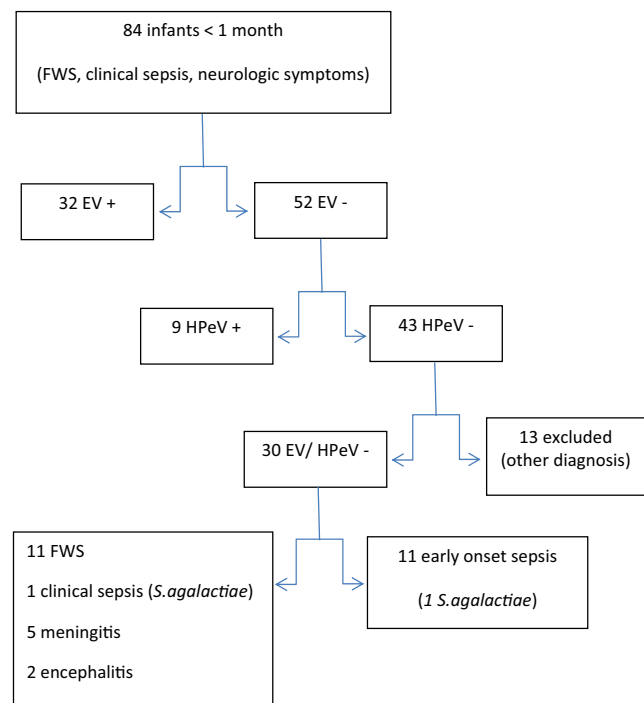 84 infants < 1 month
(FWS, clinical sepsis, neurologic symptoms)
32 EV +
52 EV -
9 HPeV +
43 HPeV -
30 EV/ HPeV -
13 excluded
(other diagnosis)
11 FWS
1 clinical sepsis (S.agalactiae)
5 meningitis
2 encephalitis
11 early onset sepsis
(1 S.agalactiae)